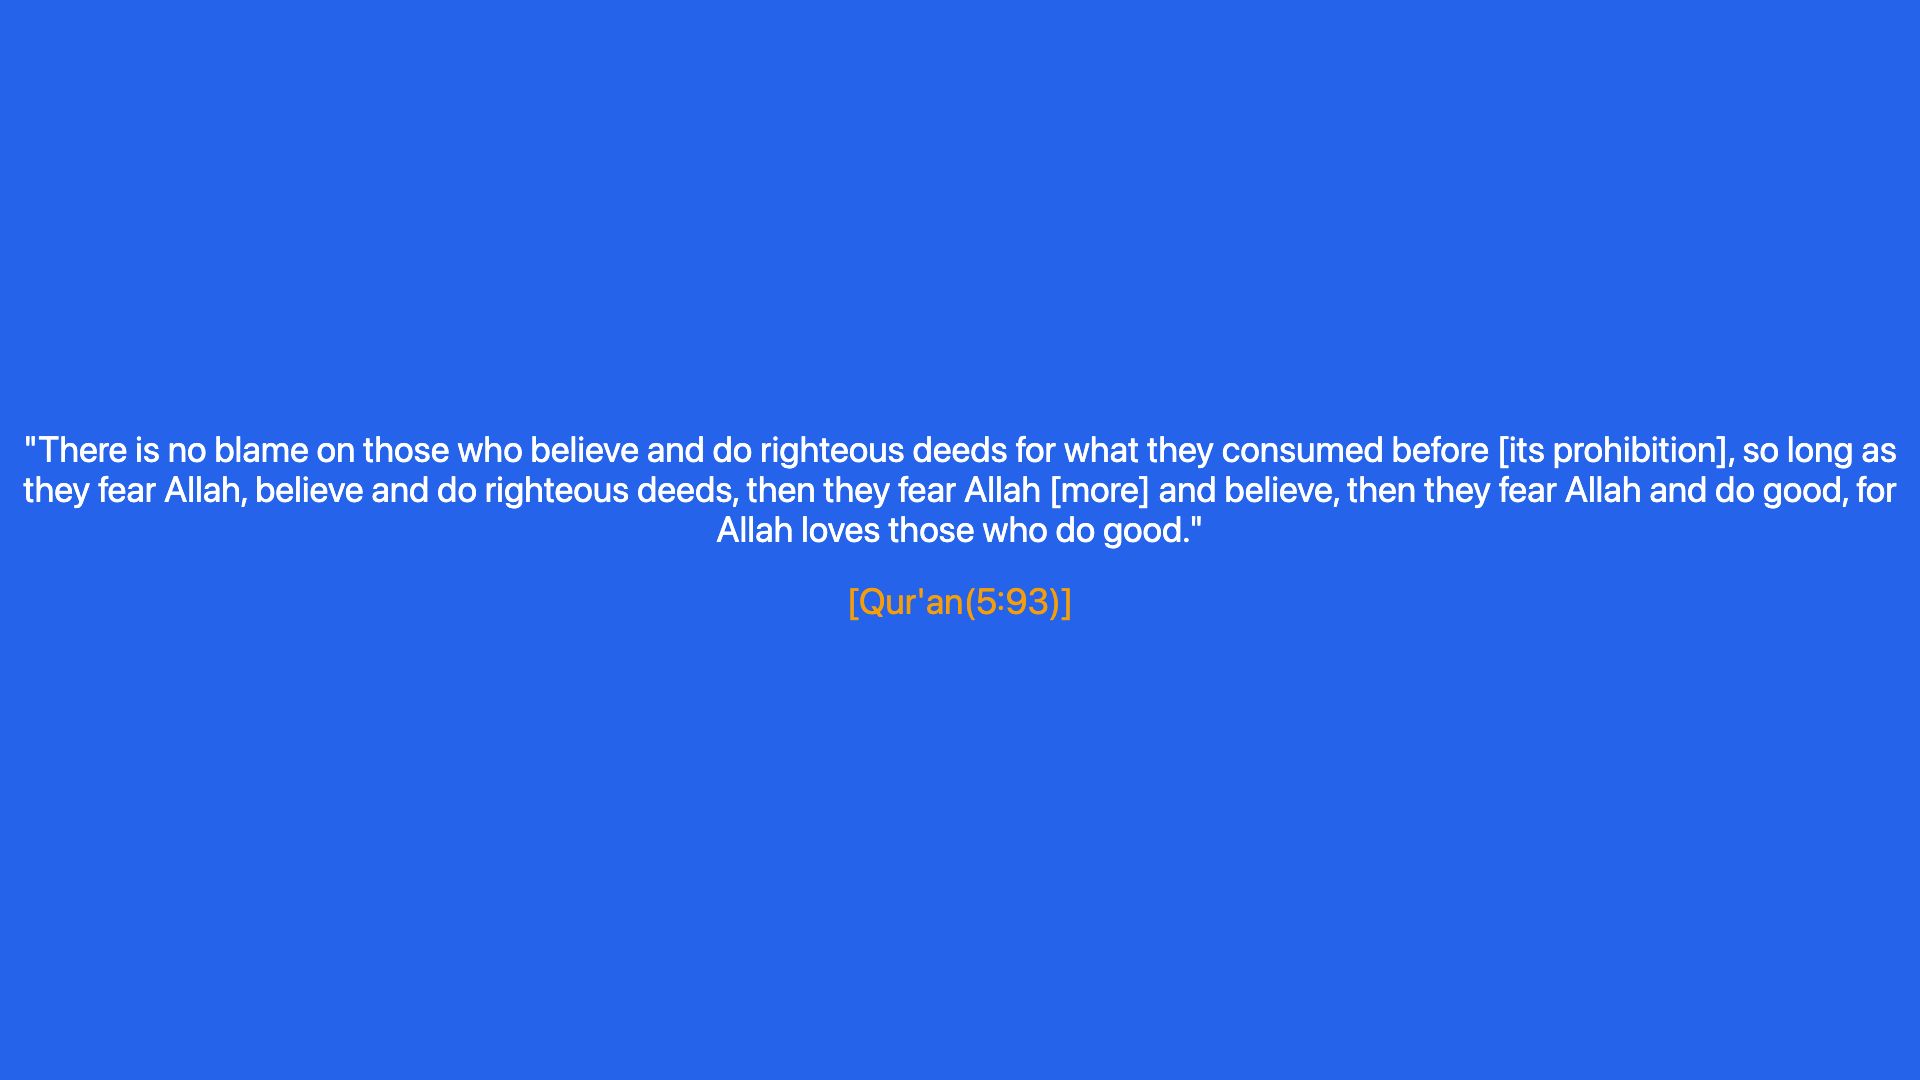 "There is no blame on those who believe and do righteous deeds for what they consumed before [its prohibition], so long as
they fear Allah, believe and do righteous deeds, then they fear Allah [more] and believe, then they fear Allah and do good, for
Allah loves those who do good."
[Qur'an(5:93)]